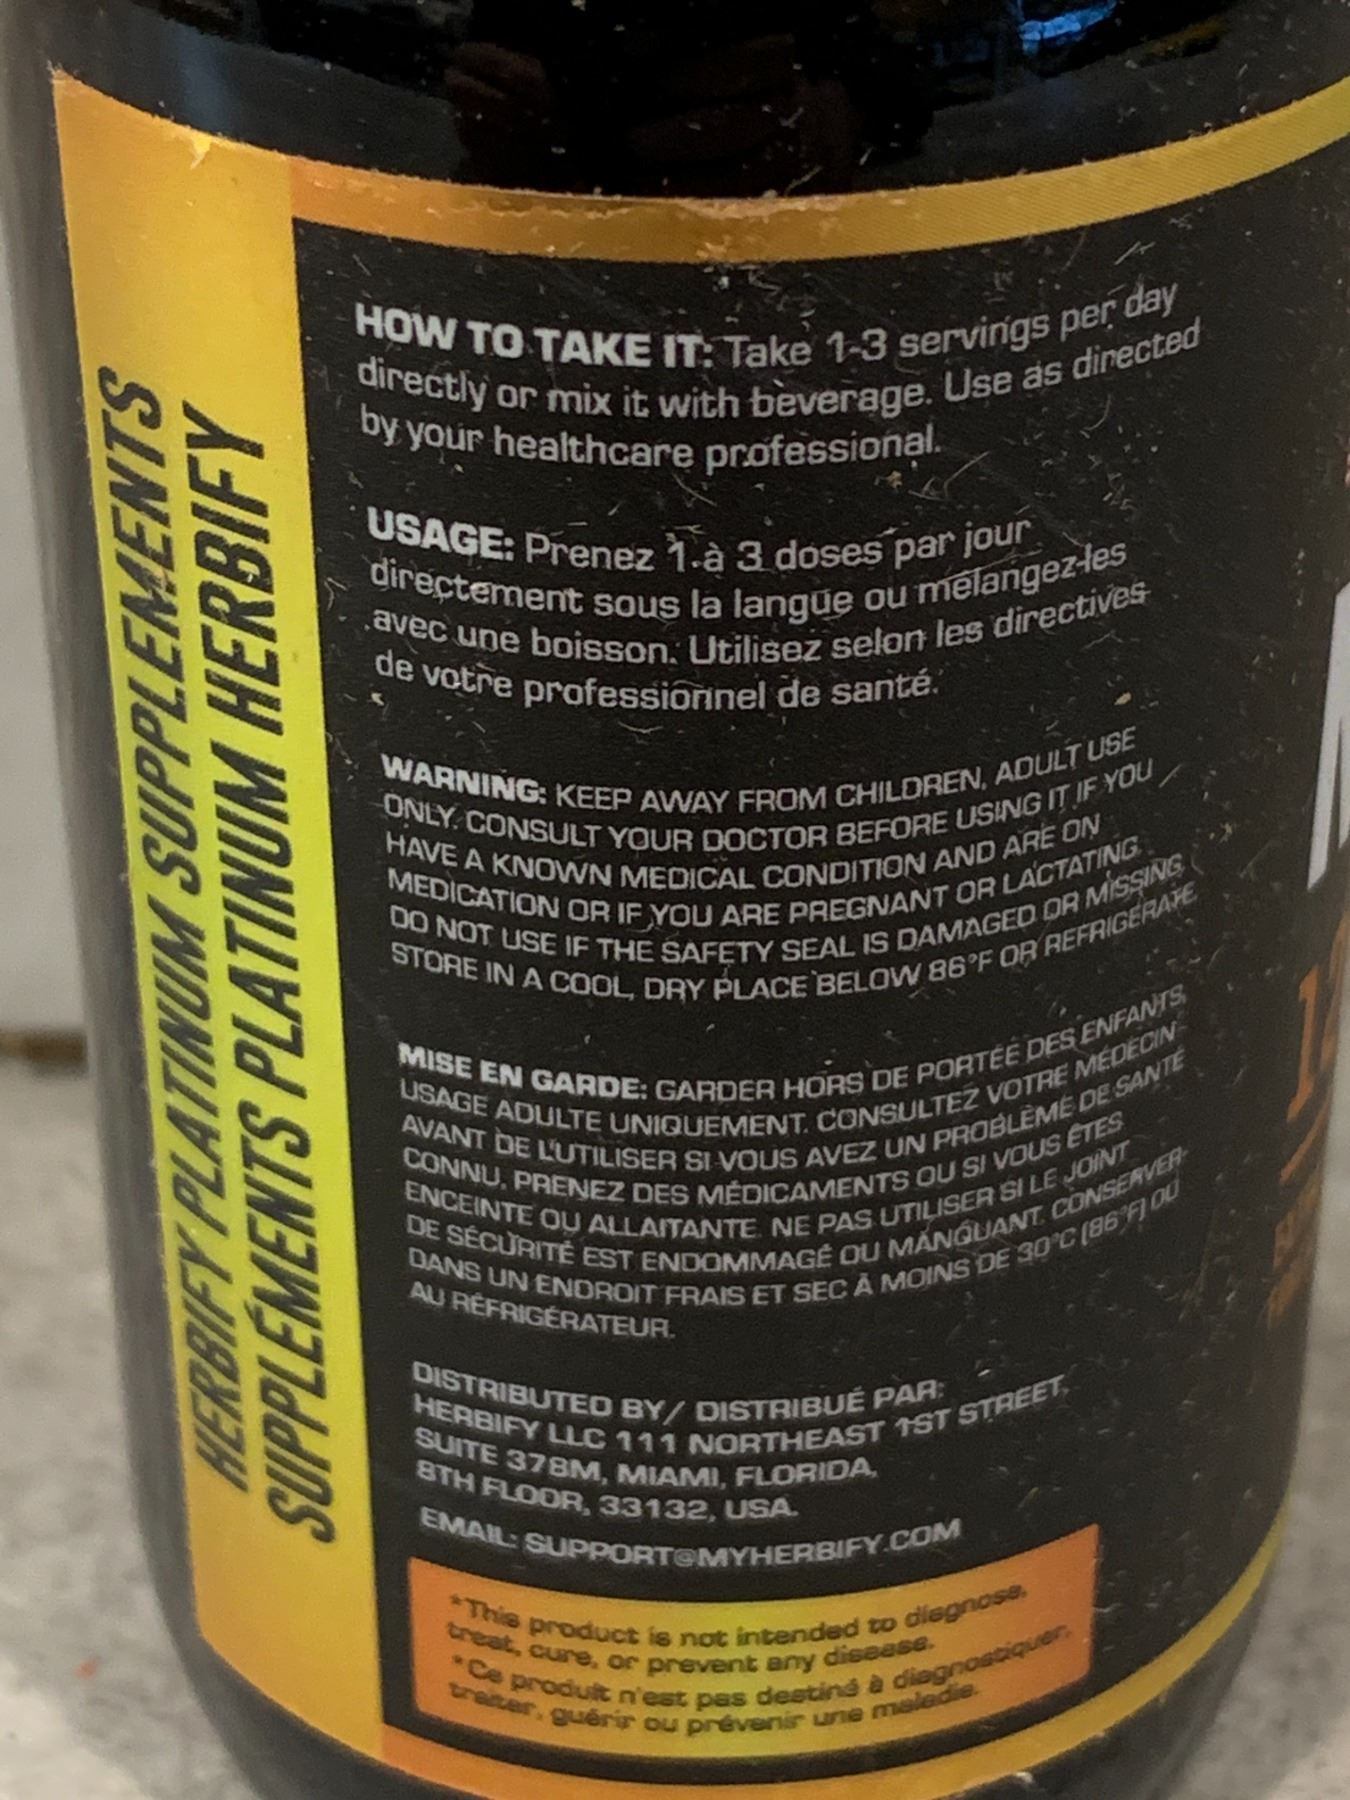 HERBIFY PLATINUM SUPPLEMENTS
SUPPLÉMENTS PLATINUM HERBIFY
HOW TO TAKE IT: Take 1-3 servings per day
directly or mix it with beverage. Use as directed
by your healthcare professional.
USAGE: Prenez 1 à 3 doses par jour
directement sous la langue ou mélangez-les
avec une boisson. Utilisez selon les directives
de votre professionnel de santé.
WARNING: KEEP AWAY FROM CHILDREN, ADULT USE
ONLY. CONSULT YOUR DOCTOR BEFORE USING IT IF YOU
HAVE A KNOWN MEDICAL CONDITION AND ARE ON
MEDICATION OR IF YOU ARE PREGNANT OR LACTATING.
DO NOT USE IF THE SAFETY SEAL IS DAMAGED OR MISSING.
STORE IN A COOL, DRY PLACE BELOW 86°F OR REFRIGERATE.
MISE EN GARDE: GARDER HORS DE PORTÉE DES ENFANTS,
USAGE ADULTE UNIQUEMENT. CONSULTEZ VOTRE MÉDECIN
AVANT DE L'UTILISER SI VOUS AVEZ UN PROBLÈME DE SANTÉ
CONNU, PRENEZ DES MÉDICAMENTS OU SI VOUS ÊTES
ENCEINTE OU ALLAITANTE. NE PAS UTILISER SI LE JOINT
DE SÉCURITÉ EST ENDOMMAGÉ OU MANQUANT. CONSERVER
DANS UN ENDROIT FRAIS ET SEC À MOINS DE 30°C (86°F) OU
AU RÉFRIGÉRATEUR.
DISTRIBUTED BY/ DISTRIBUÉ PAR:
HERBIFY LLC 111 NORTHEAST 1ST STREET,
SUITE 378M, MIAMI, FLORIDA,
8TH FLOOR, 33132, USA.
EMAIL: SUPPORT@MYHERBIFY.COM
*This product is not intended to diagnose,
treat, cure, or prevent any disease.
*Ce produit n'est pas destiné à diagnostiquer,
traiter, guérir ou prévenir une maladie.